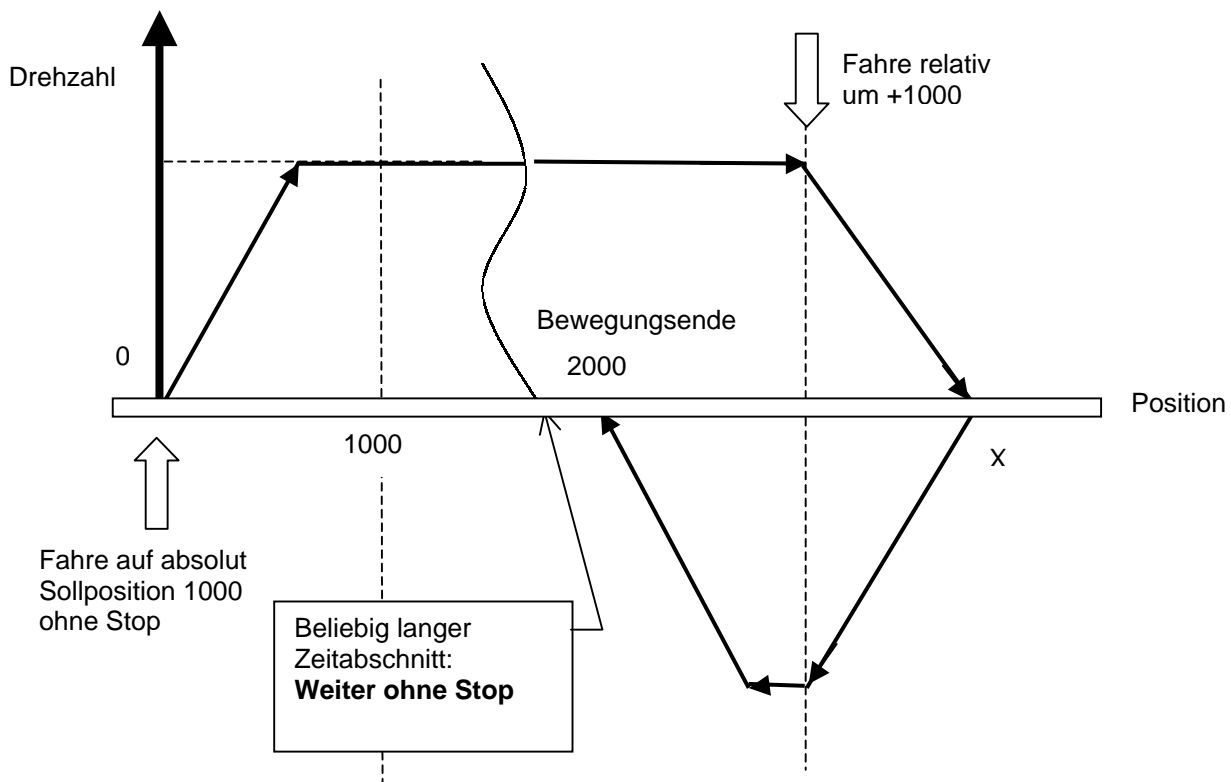 Drehzahl
Fahre relativ
um +1000
Bewegungsende
2000
0
Position
1000
X
Fahre auf absolut
Sollposition 1000
ohne Stop
Beliebig langer
Zeitabschnitt:
Weiter ohne Stop